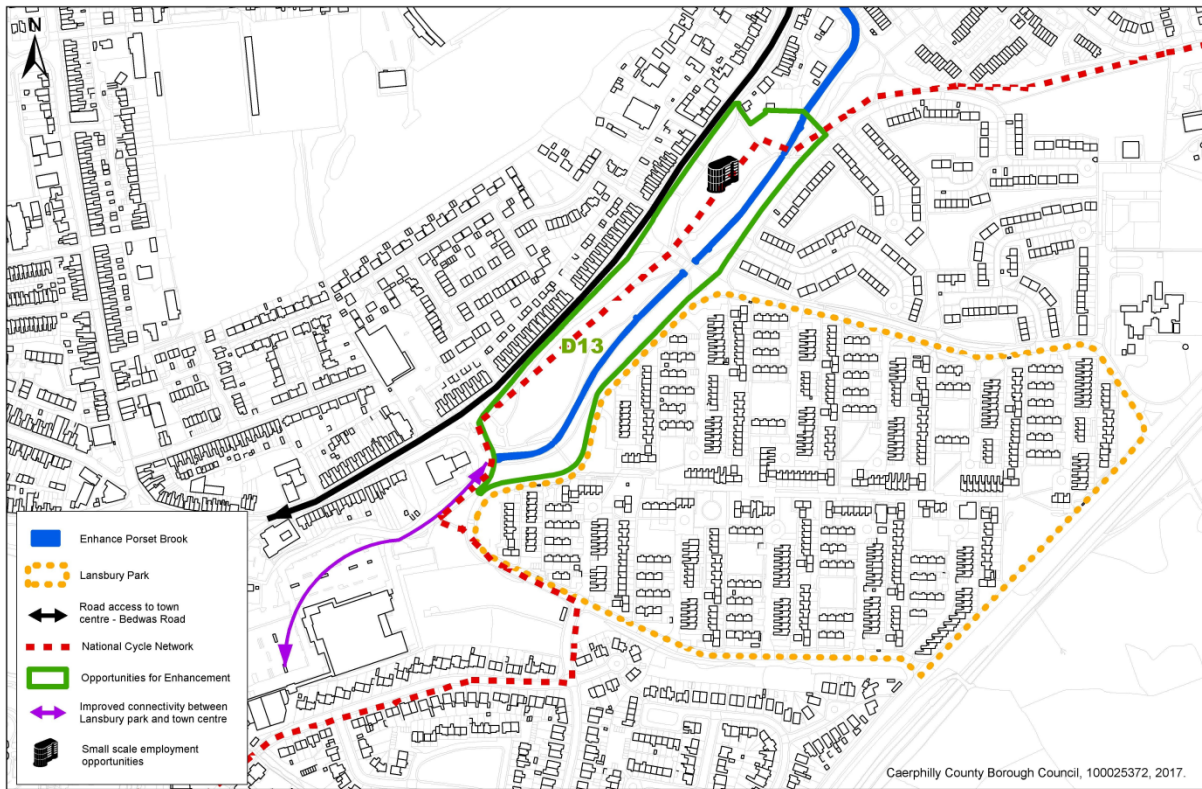 N
D13
Enhance Porset Brook
Lansbury Park
Road access to town
centre - Bedwas Road
National Cycle Network
Opportunities for Enhancement
Improved connectivity between
Lansbury park and town centre
Small scale employment
opportunities
Caerphilly County Borough Council, 100025372, 2017.